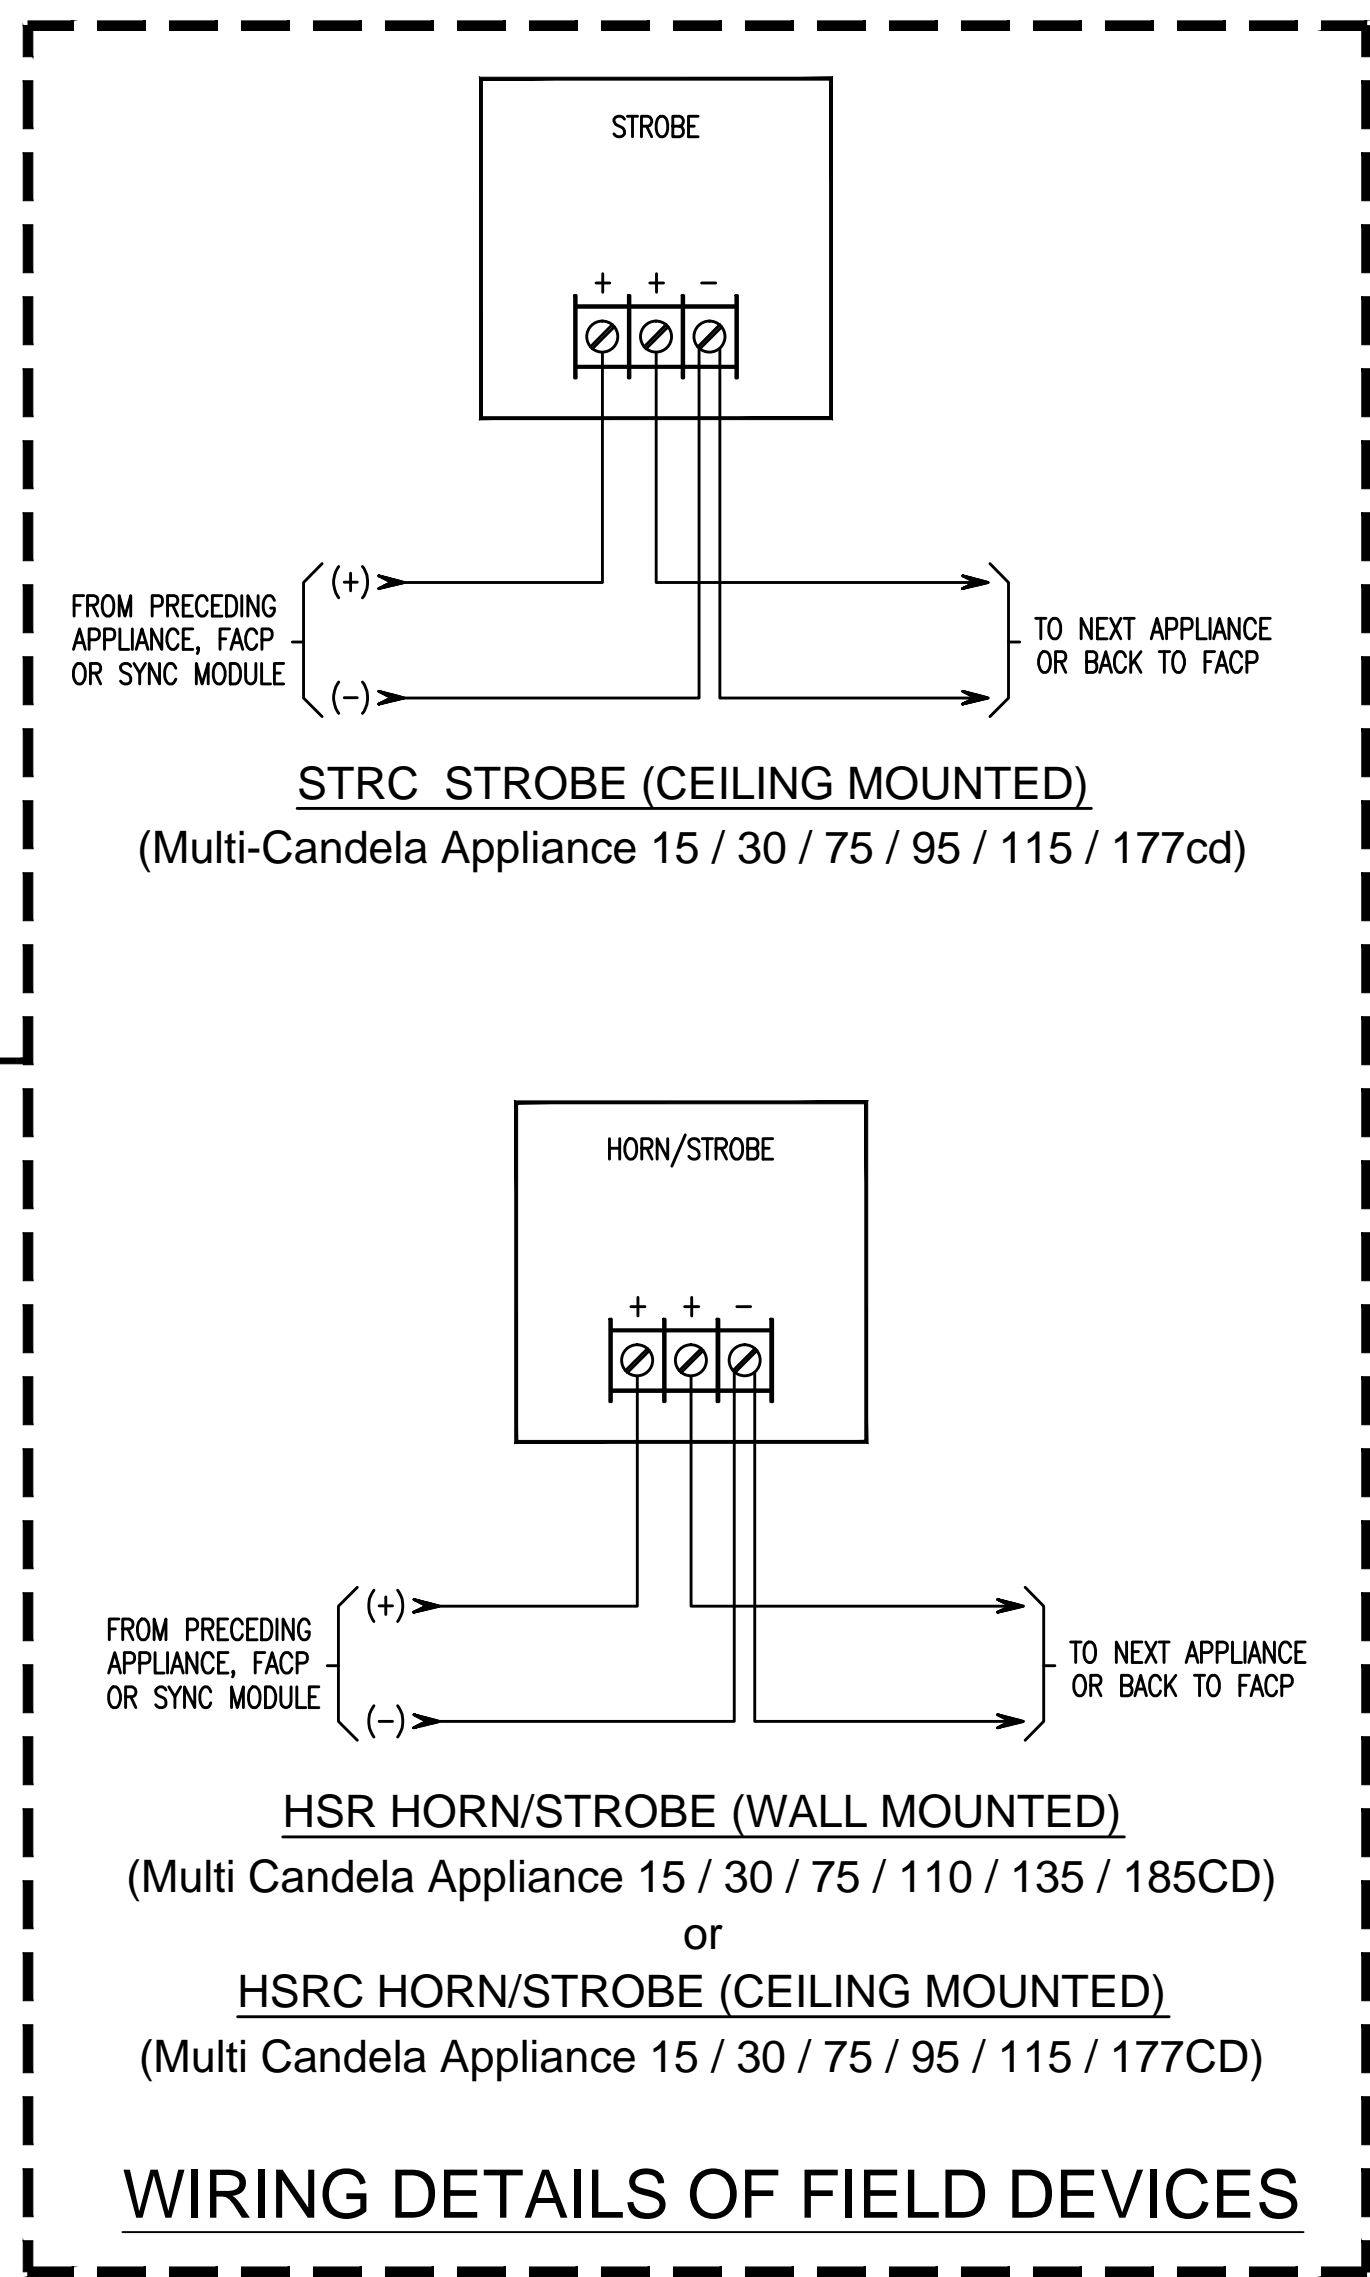 STROBE
+ + -
(+)
FROM PRECEDING
APPLIANCE, FACP
OR SYNC MODULE
(-)
TO NEXT APPLIANCE
OR BACK TO FACP
STRC STROBE (CEILING MOUNTED)
(Multi-Candela Appliance 15 / 30 / 75 / 95 / 115 / 177cd)
HORN/STROBE
+ + -
(+)
FROM PRECEDING
APPLIANCE, FACP
OR SYNC MODULE
(-)
TO NEXT APPLIANCE
OR BACK TO FACP
HSR HORN/STROBE (WALL MOUNTED)
(Multi Candela Appliance 15 / 30 / 75 / 110 / 135 / 185CD)
or
HSRC HORN/STROBE (CEILING MOUNTED)
(Multi Candela Appliance 15 / 30 / 75 / 95 / 115 / 177CD)
WIRING DETAILS OF FIELD DEVICES